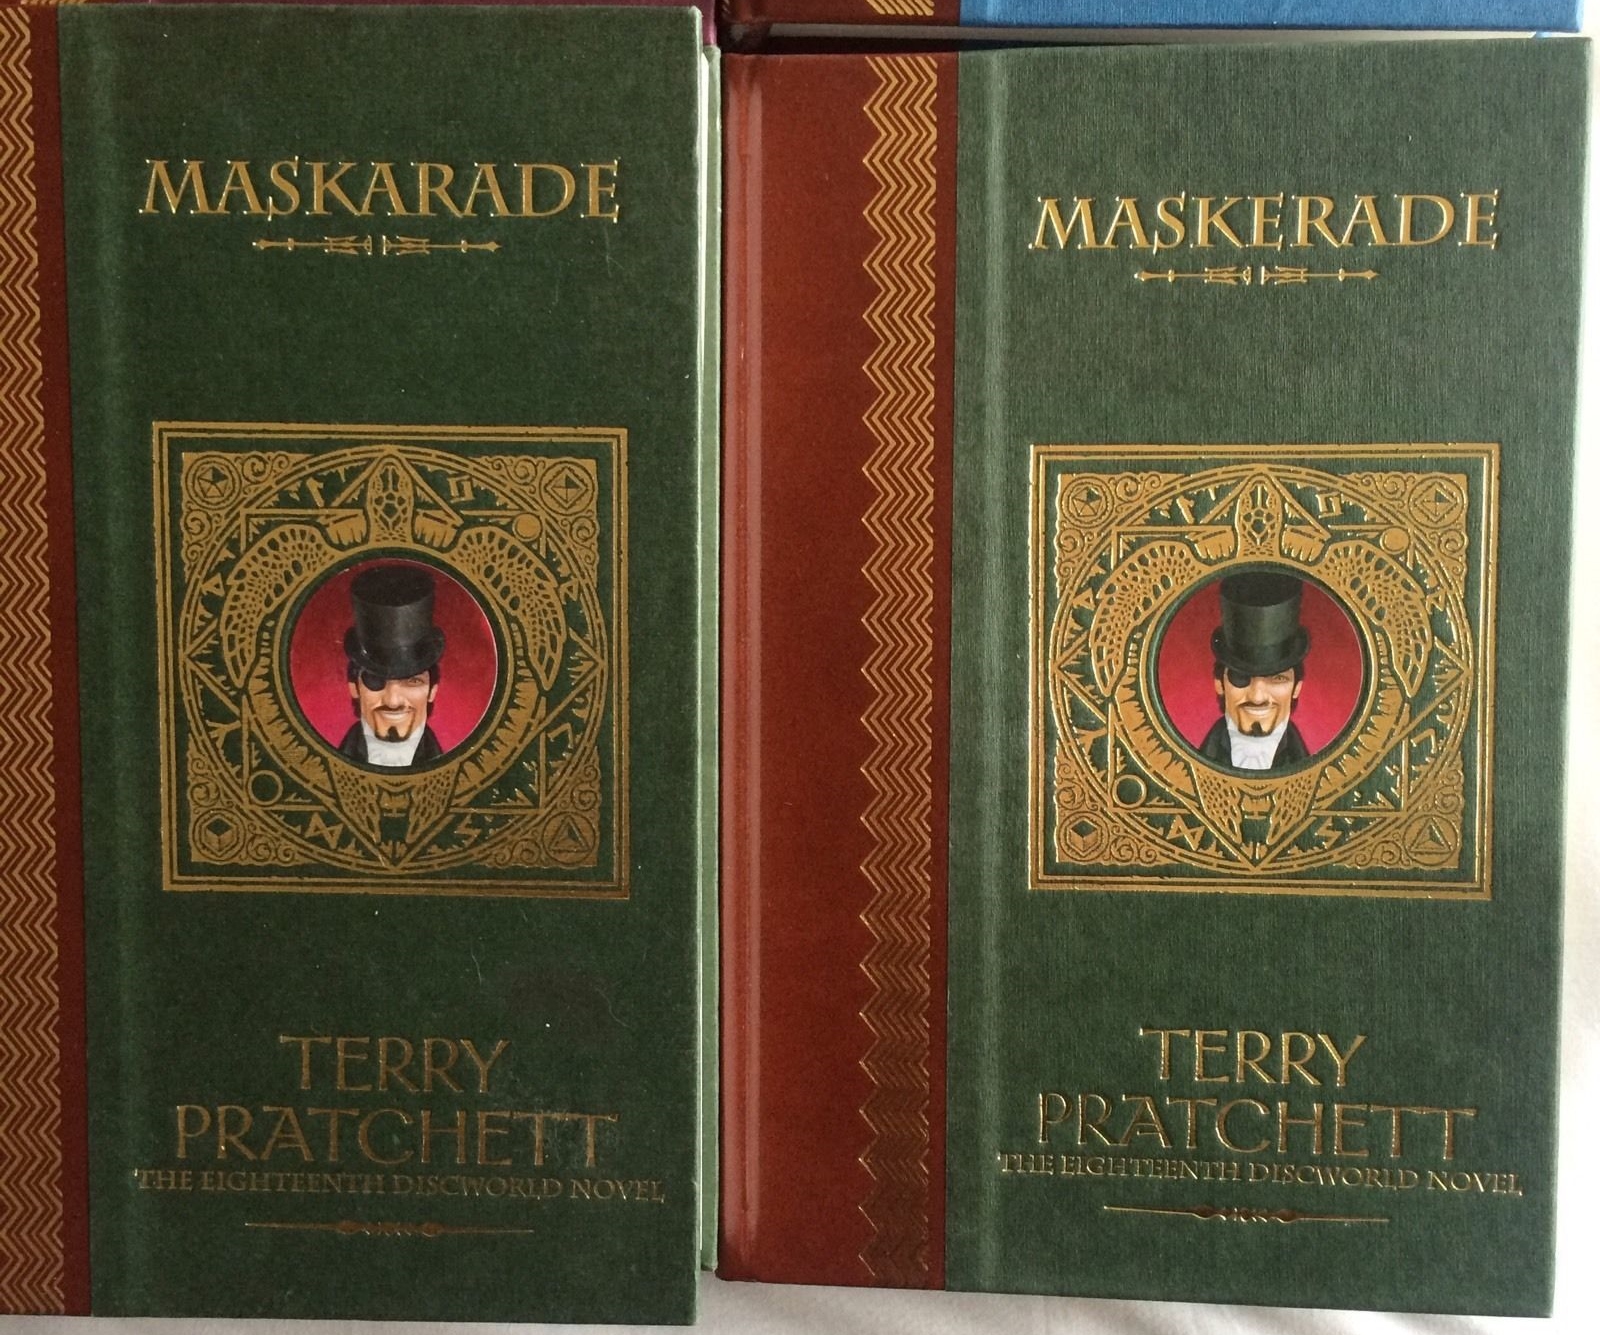 MASKARADE
TERRY
PRATCHETT
THE EIGHTEENTH DISCWORLD NOVEL
MASKERADE
TERRY
PRATCHETT
THE EIGHTEENTH DISCWORLD NOVEL